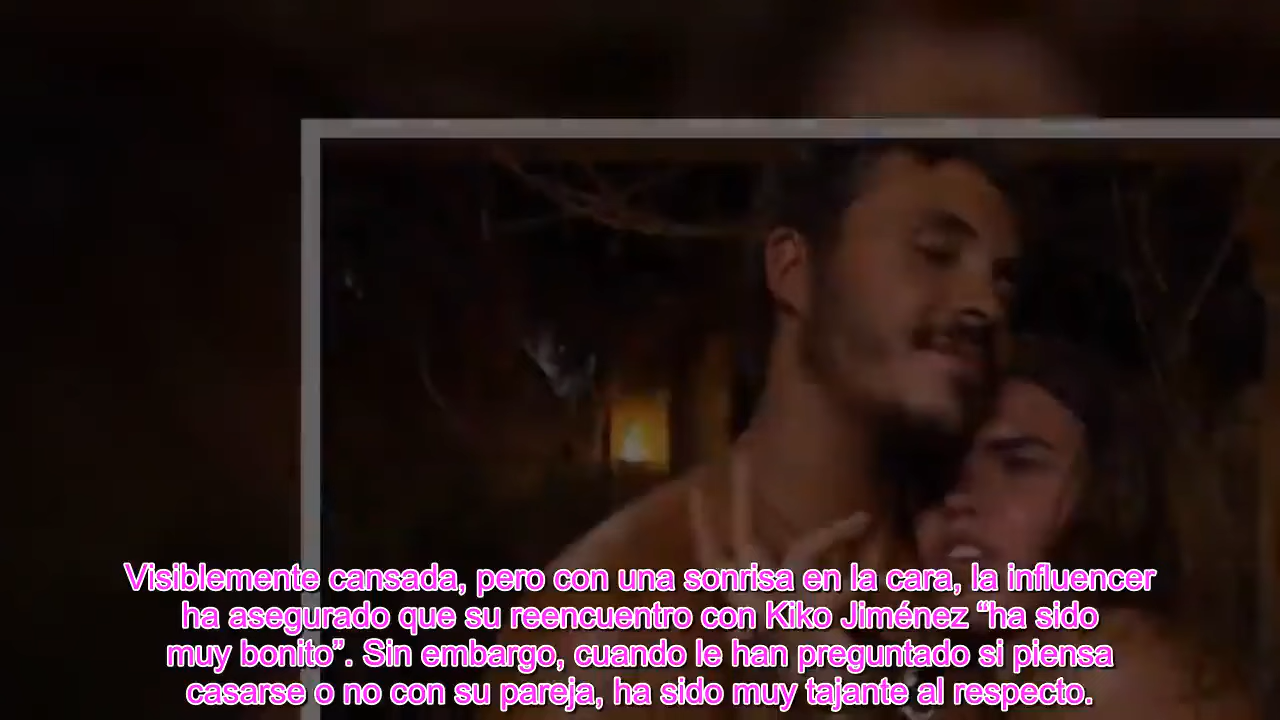 Visiblemente cansada, pero con una sonrisa en la cara, la influencer
ha asegurado que su reencuentro con Kiko Jiménez “ha sido
muy bonito”. Sin embargo, cuando le han preguntado si piensa
casarse o no con su pareja, ha sido muy tajante al respecto.